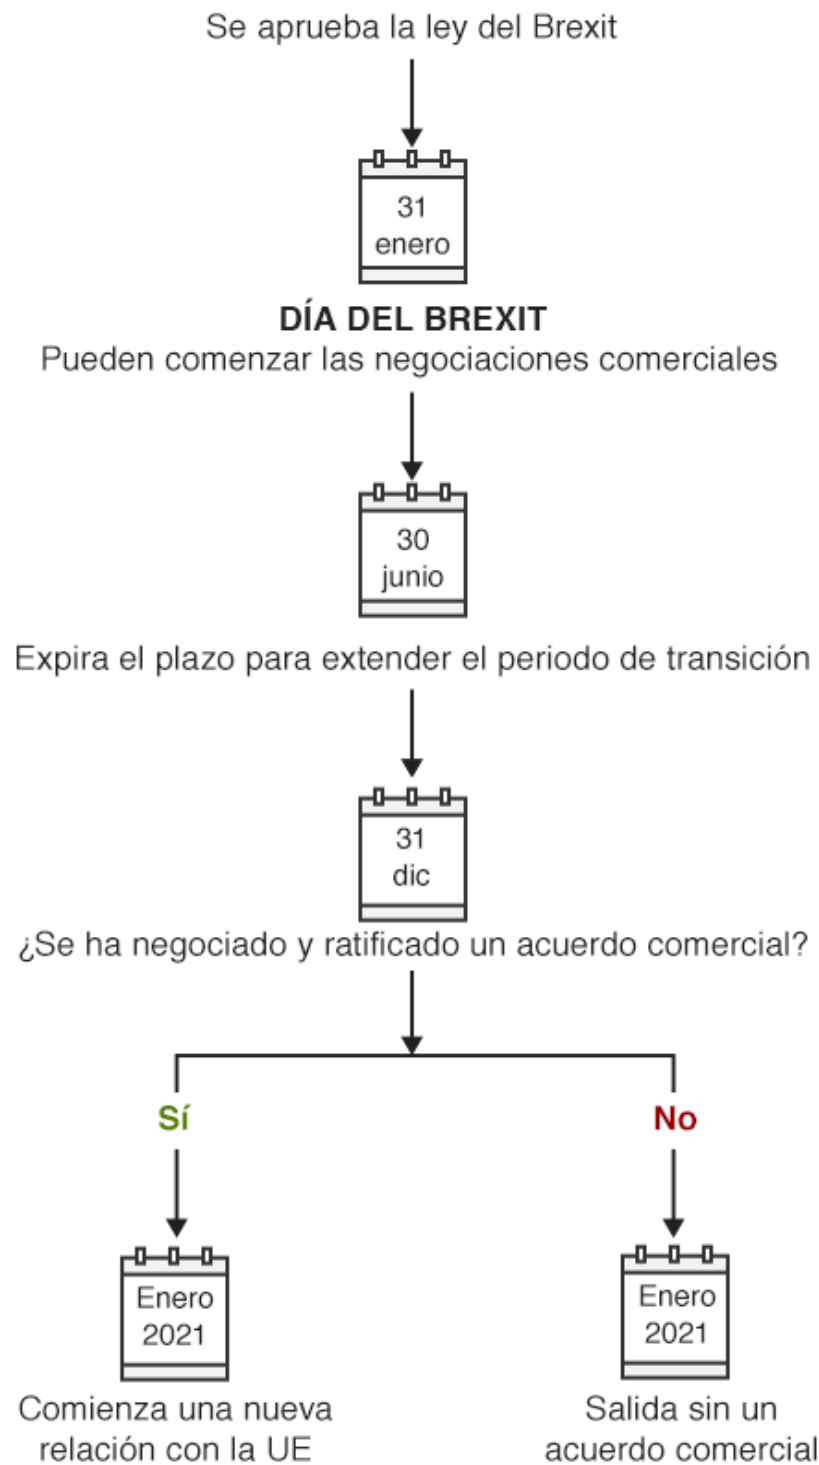 Se aprueba la ley del Brexit
31
enero
DÍA DEL BREXIT
Pueden comenzar las negociaciones comerciales
30
junio
Expira el plazo para extender el periodo de transición
31
dic
¿Se ha negociado y ratificado un acuerdo comercial?
Sí
No
Enero
2021
Comienza una nueva
relación con la UE
Enero
2021
Salida sin un
acuerdo comercial